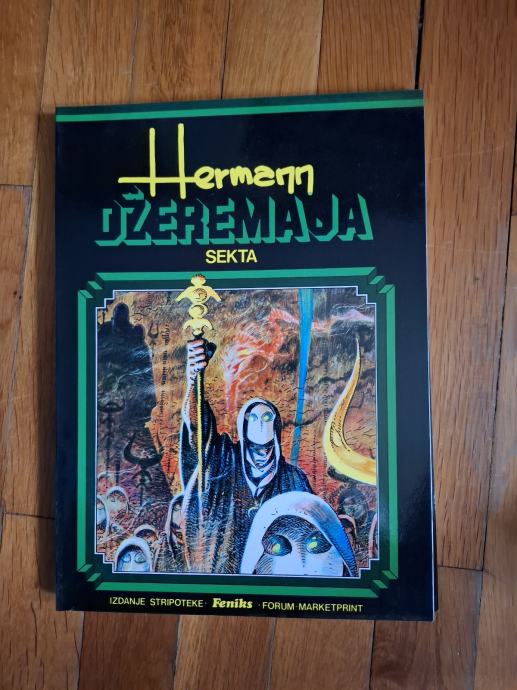 Hermann
DŽEREMAJA
SEKTA
IZDANJE STRIPOTEKE · Feniks · FORUM-MARKETPRINT